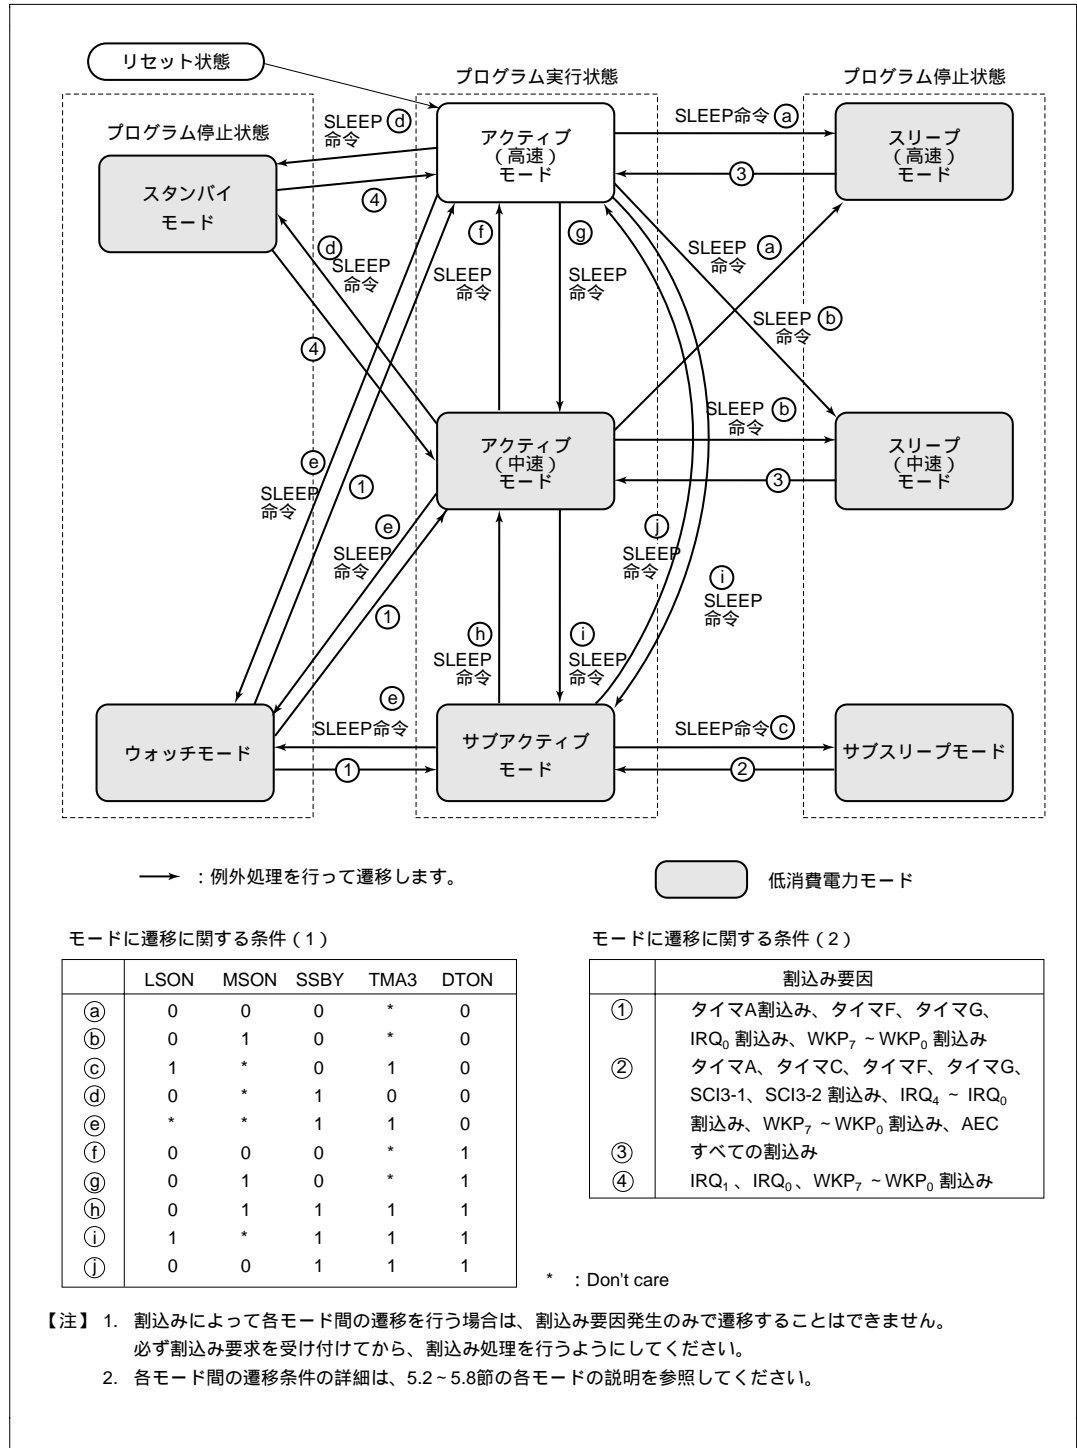 リセット状態
プログラム実行状態
プログラム停止状態
プログラム停止状態
SLEEP ⓓ
命令
アクティブ
(高速)
モード
SLEEP命令 ⓐ
スリープ
(高速)
モード
③
スタンバイ
モード
④
ⓓ
SLEEP
命令
ⓕ
SLEEP
命令
ⓖ
SLEEP
命令
SLEEP ⓐ
命令
SLEEP ⓑ
命令
④
アクティブ
(中速)
モード
SLEEP ⓑ
命令
スリープ
(中速)
モード
③
ⓔ
SLEEP
命令
①
ⓔ
SLEEP
命令
①
ⓙ
SLEEP
命令
ⓘ
SLEEP
命令
ⓗ
SLEEP
命令
ⓘ
SLEEP
命令
ⓔ
SLEEP命令
ウォッチモード
①
サブアクティブ
モード
SLEEP命令 ⓒ
サブスリープモード
②
:例外処理を行って遷移します。
低消費電力モード
モードに遷移に関する条件(1)
LSON MSON SSBY TMA3 DTON
ⓐ 0 0 0 * 0
ⓑ 0 1 0 * 0
ⓒ 1 * 0 1 0
ⓓ 0 * 1 0 0
ⓔ * * 1 1 0
ⓕ 0 0 0 * 1
ⓖ 0 1 0 * 1
ⓗ 0 1 1 1 1
ⓘ 1 * 1 1 1
ⓙ 0 0 1 1 1
モードに遷移に関する条件(2)
割込み要因
① タイマA割込み、タイマF、タイマG、
IRQ₀ 割込み、WKP₇ ~ WKP₀ 割込み
② タイマA、タイマC、タイマF、タイマG、
SCI3-1、SCI3-2 割込み、IRQ₄ ~ IRQ₀
割込み、WKP₇ ~ WKP₀ 割込み、AEC
③ すべての割込み
④ IRQ₁ 、IRQ₀ 、WKP₇ ~ WKP₀ 割込み
* : Don't care
【注】 1. 割込みによって各モード間の遷移を行う場合は、割込み要因発生のみで遷移することはできません。
必ず割込み要求を受け付けてから、割込み処理を行うようにしてください。
2. 各モード間の遷移条件の詳細は、5.2~5.8節の各モードの説明を参照してください。